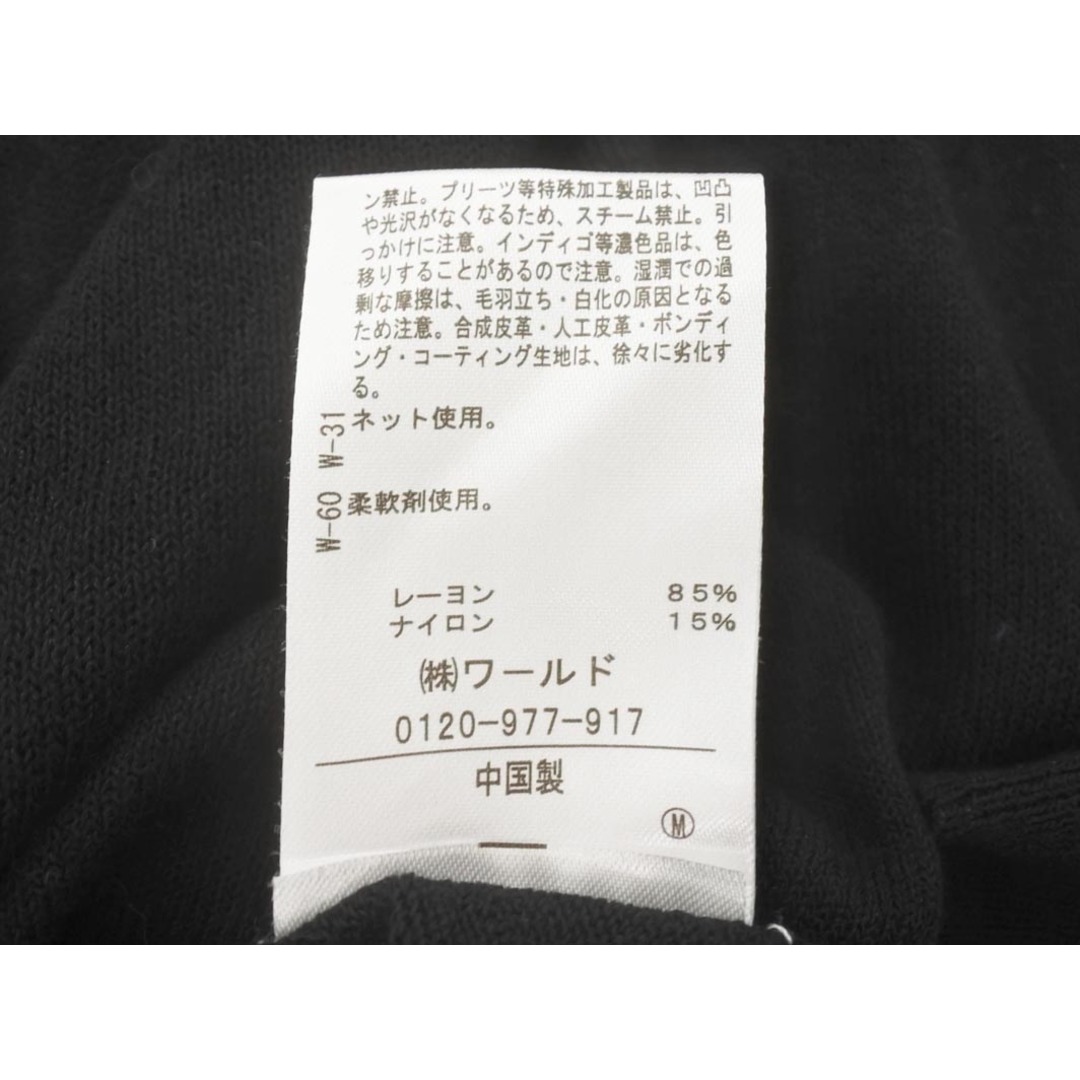 ン禁止。プリーツ等特殊加工製品は、凹凸
や光沢がなくなるため、スチーム禁止。引
っかけに注意。インディゴ等濃色品は、色
移りすることがあるので注意。湿潤での過
剰な摩擦は、毛羽立ち・白化の原因となる
ため注意。合成皮革・人工皮革・ボンディ
ング・コーティング生地は、徐々に劣化す
る。
W-31 ネット使用。
W-60 柔軟剤使用。
レーヨン 85%
ナイロン 15%
㈱ワールド
0120-977-917
中国製
Ⓜ